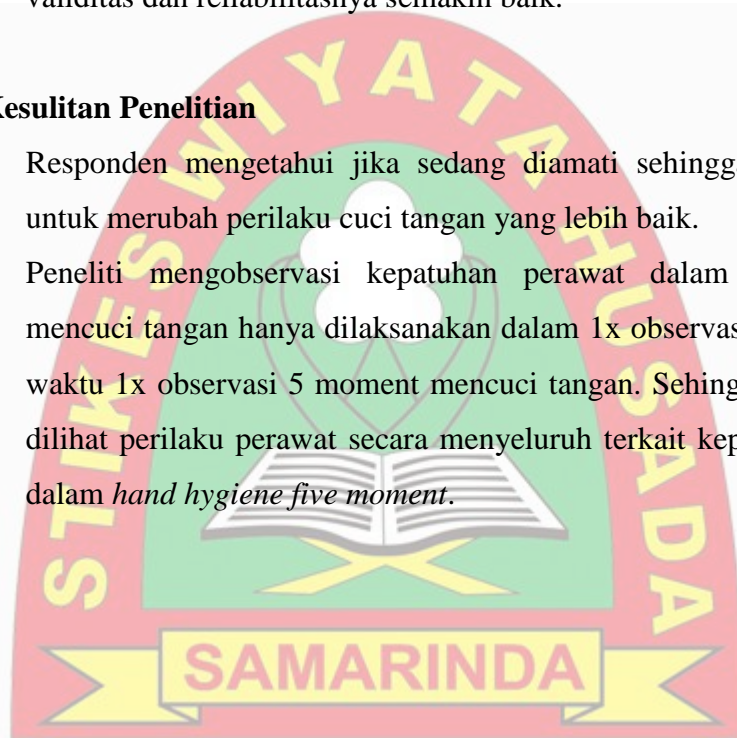 validitas dan reliabilitasnya semakin baik.
Kesulitan Penelitian
Responden mengetahui jika sedang diamati sehingga
untuk merubah perilaku cuci tangan yang lebih baik.
Peneliti mengobservasi kepatuhan perawat dalam
mencuci tangan hanya dilaksanakan dalam 1x observasi
waktu 1x observasi 5 moment mencuci tangan. Sehing
dilihat perilaku perawat secara menyeluruh terkait kep
dalam hand hygiene five moment.
STIKES WIYATA HUSADA
SAMARINDA